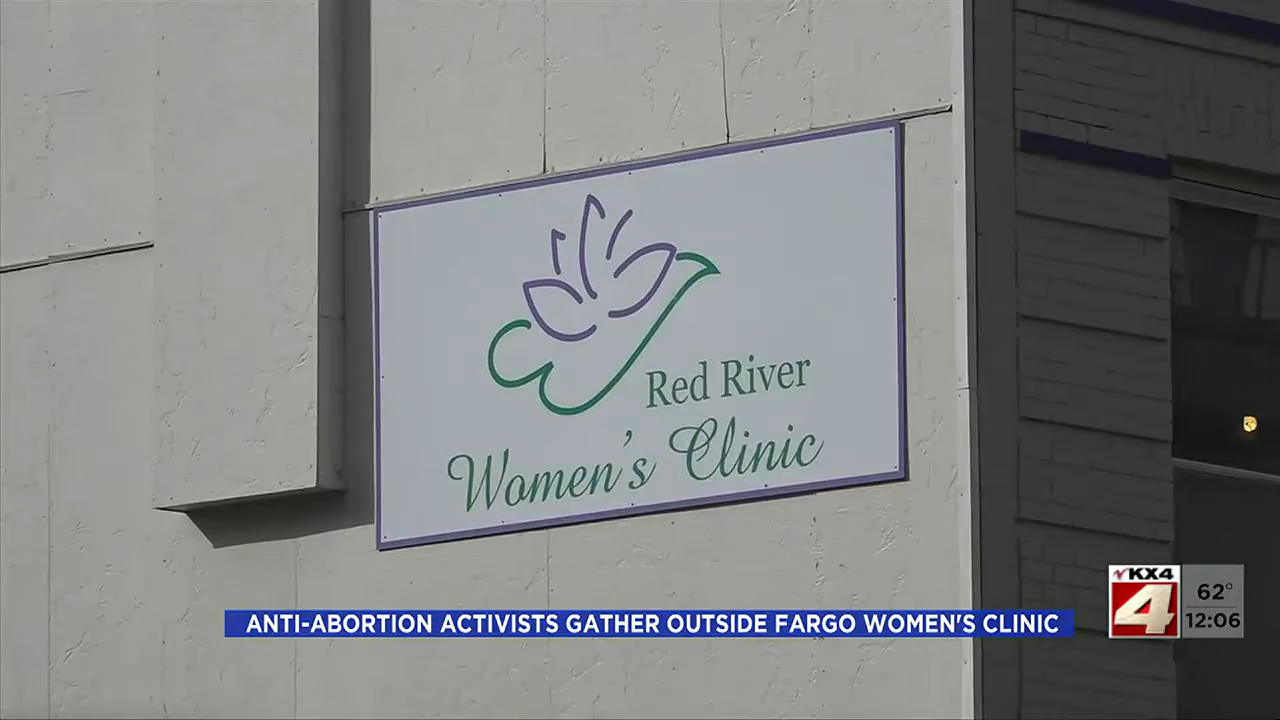 Red River
Women's Clinic
ANTI-ABORTION ACTIVISTS GATHER OUTSIDE FARGO WOMEN'S CLINIC
KX4
4
62°
12:06